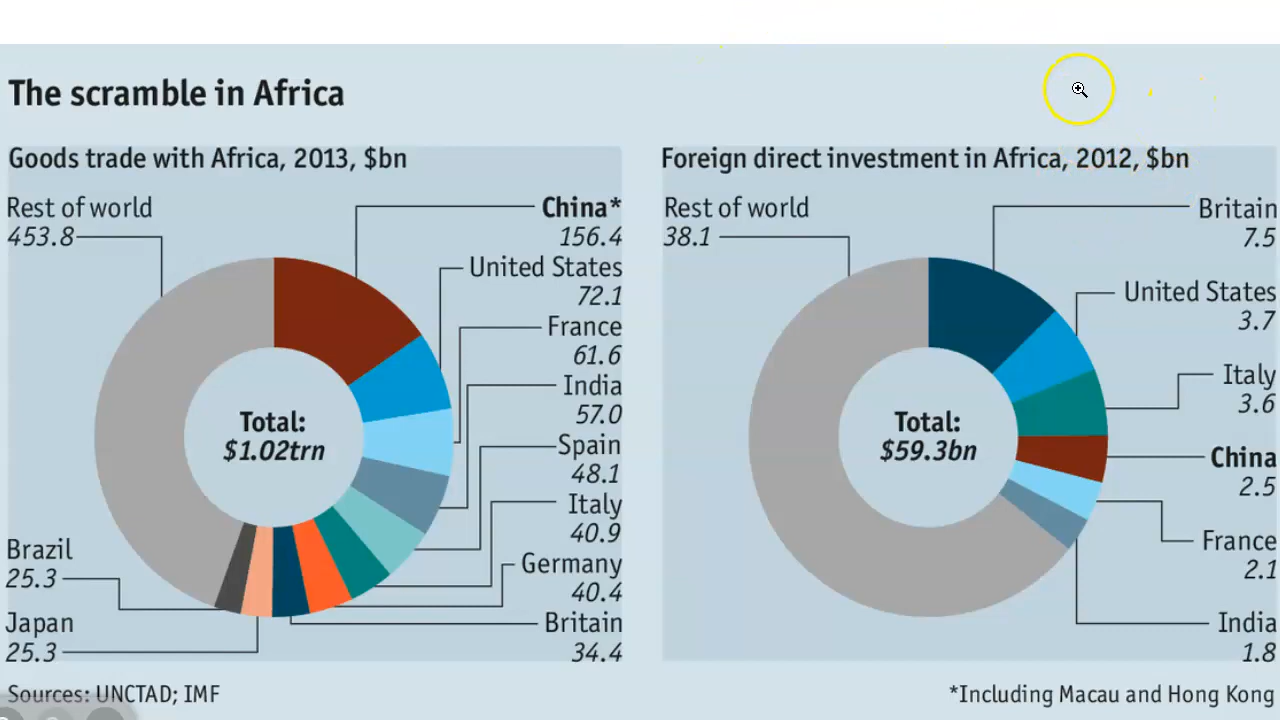 The scramble in Africa
Goods trade with Africa, 2013, $bn
Rest of world
453.8
China*
156.4
United States
72.1
France
61.6
India
57.0
Spain
48.1
Italy
40.9
Germany
40.4
Britain
34.4
Japan
25.3
Brazil
25.3
Total:
$1.02trn
Foreign direct investment in Africa, 2012, $bn
Rest of world
38.1
Britain
7.5
United States
3.7
Italy
3.6
China
2.5
France
2.1
India
1.8
Total:
$59.3bn
Sources: UNCTAD; IMF
*Including Macau and Hong Kong